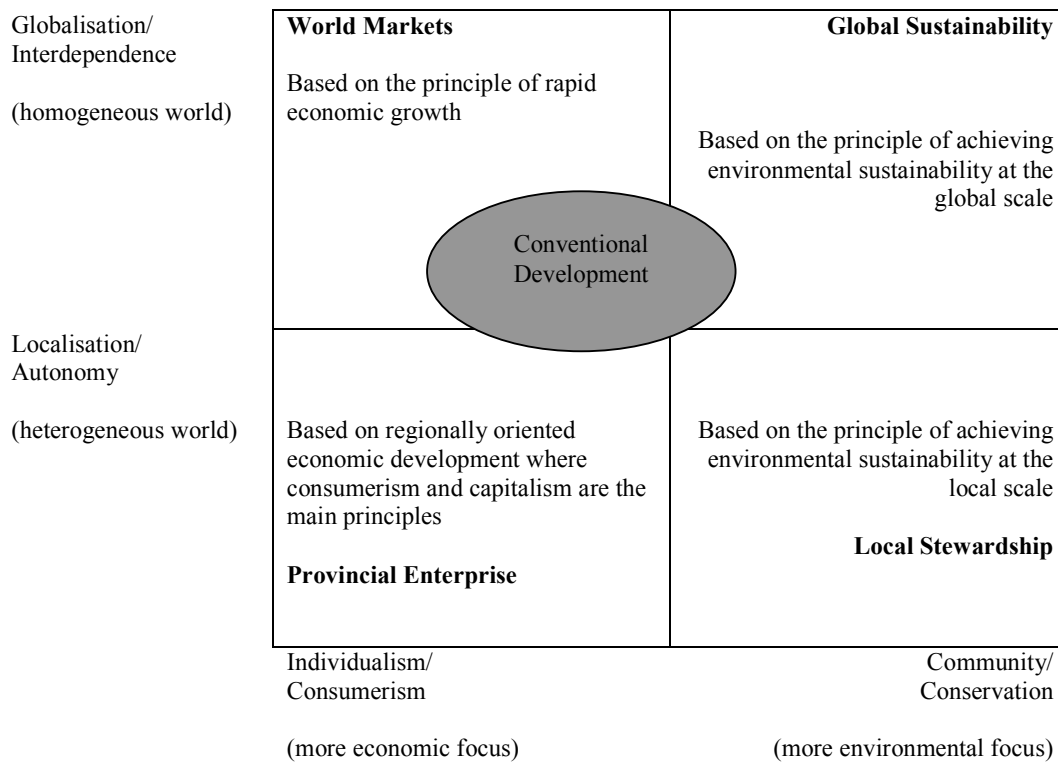 Globalisation/
Interdependence
(homogeneous world)
World Markets
Based on the principle of rapid
economic growth
Global Sustainability
Based on the principle of achieving
environmental sustainability at the
global scale
Conventional
Development
Localisation/
Autonomy
(heterogeneous world)
Based on regionally oriented
economic development where
consumerism and capitalism are the
main principles
Provincial Enterprise
Based on the principle of achieving
environmental sustainability at the
local scale
Local Stewardship
Individualism/
Consumerism
(more economic focus)
Community/
Conservation
(more environmental focus)